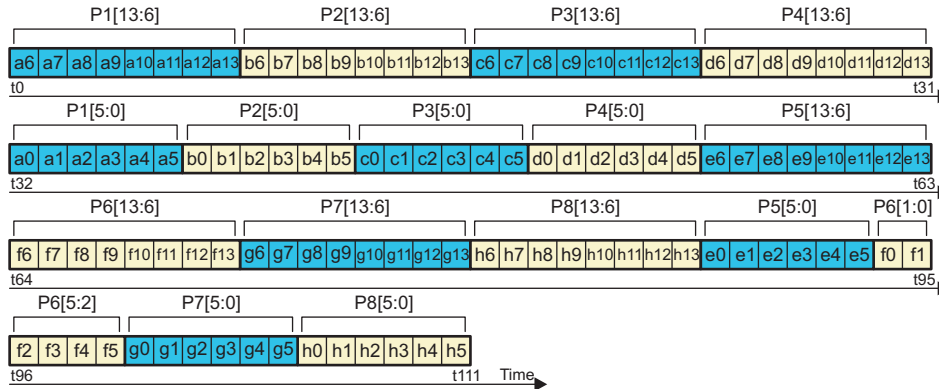 P1[13:6] P2[13:6] P3[13:6] P4[13:6]
a6 a7 a8 a9 a10 a11 a12 a13 b6 b7 b8 b9 b10 b11 b12 b13 c6 c7 c8 c9 c10 c11 c12 c13 d6 d7 d8 d9 d10 d11 d12 d13
t0 t31
P1[5:0] P2[5:0] P3[5:0] P4[5:0] P5[13:6]
a0 a1 a2 a3 a4 a5 b0 b1 b2 b3 b4 b5 c0 c1 c2 c3 c4 c5 d0 d1 d2 d3 d4 d5 e6 e7 e8 e9 e10 e11 e12 e13
t32 t63
P6[13:6] P7[13:6] P8[13:6] P5[5:0] P6[1:0]
f6 f7 f8 f9 f10 f11 f12 f13 g6 g7 g8 g9 g10 g11 g12 g13 h6 h7 h8 h9 h10 h11 h12 h13 e0 e1 e2 e3 e4 e5 f0 f1
t64 t95
P6[5:2] P7[5:0] P8[5:0]
f2 f3 f4 f5 g0 g1 g2 g3 g4 g5 h0 h1 h2 h3 h4 h5
t96 t111 Time